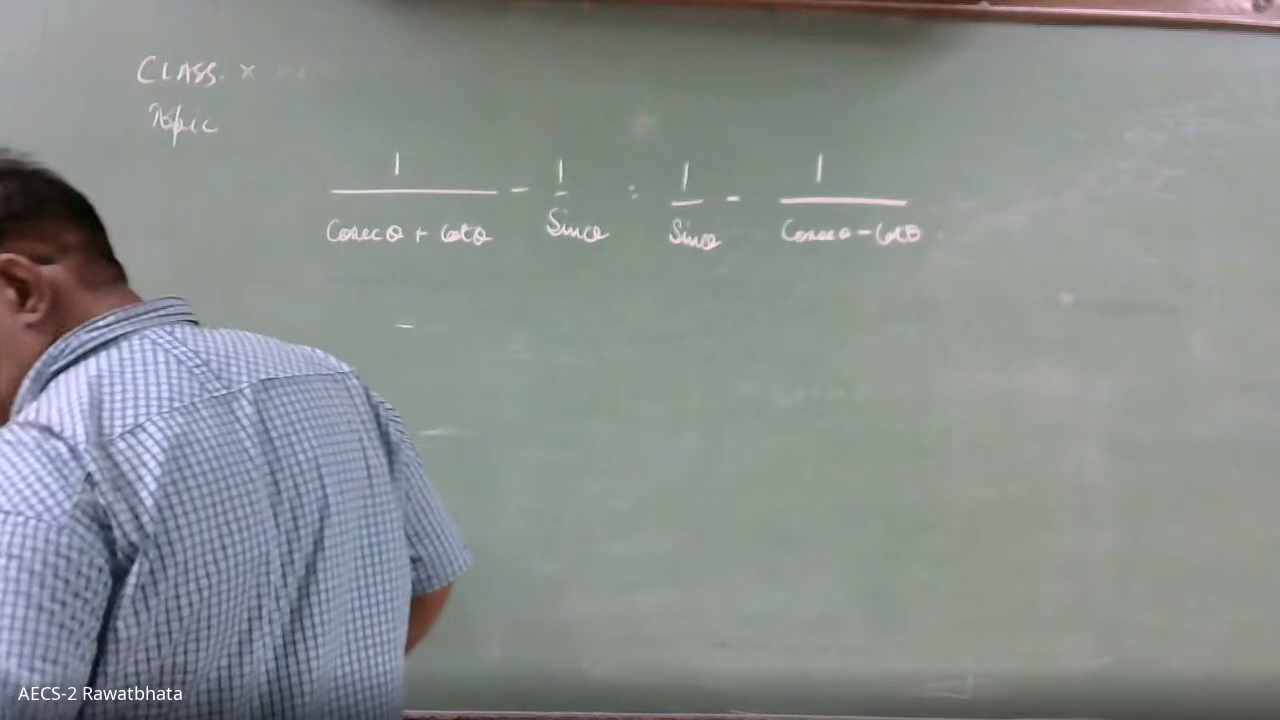 CLASS. X
Topic
1/(Cosecθ + Cotθ) - 1/Sinθ : 1/Sinθ - 1/(Cosecθ - Cotθ)
AECS-2 Rawatbhata